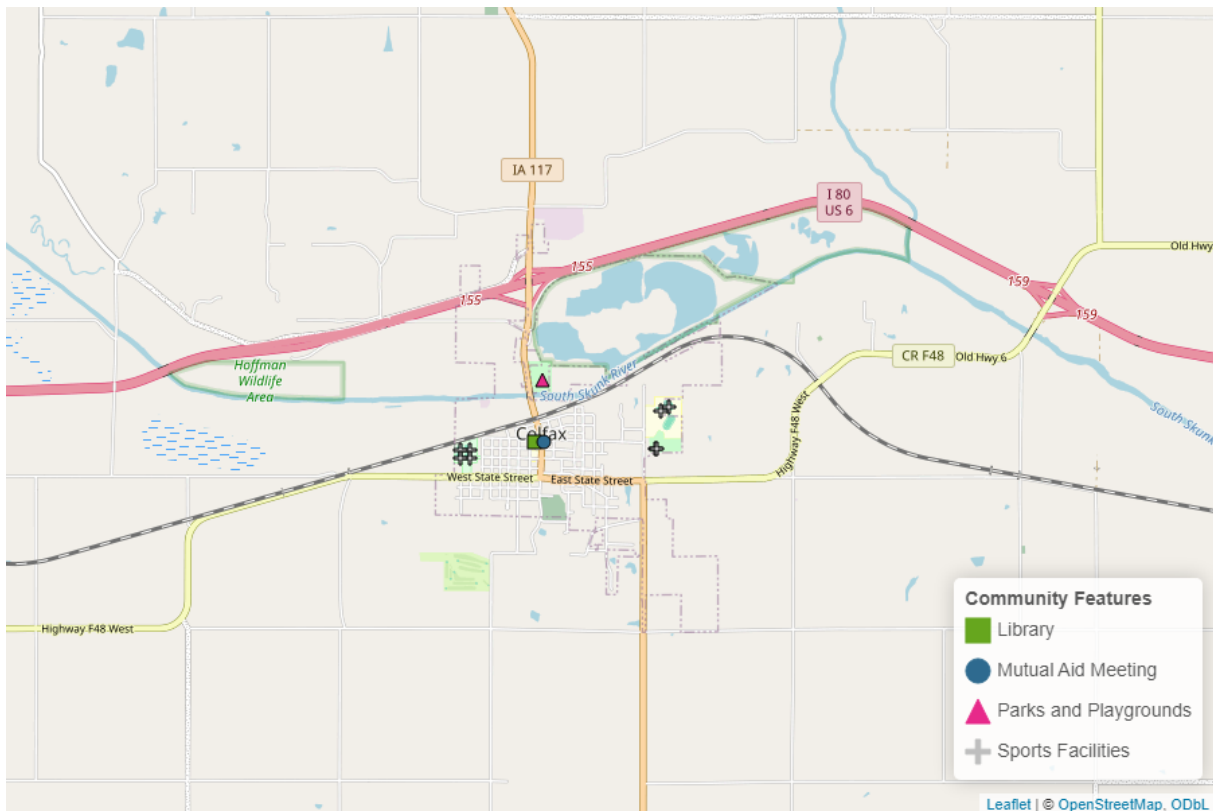 IA 117
I 80
US 6
Old Hwy
155
155
159
159
Hoffman
Wildlife
Area
CR F48
Old Hwy 6
South Skunk River
South Skunk
Highway F48 West
Colfax
West State Street
East State Street
Highway F48 West
Community Features
Library
Mutual Aid Meeting
Parks and Playgrounds
Sports Facilities
Leaflet | © OpenStreetMap, ODbL